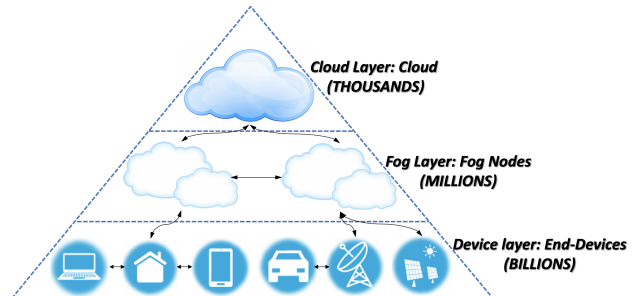 Cloud Layer: Cloud
(THOUSANDS)
Fog Layer: Fog Nodes
(MILLIONS)
Device layer: End-Devices
(BILLIONS)